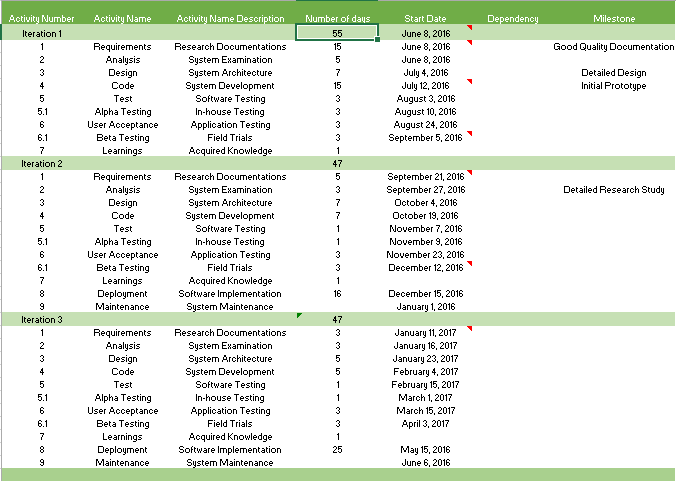 Activity Number Activity Name Activity Name Description Number of days Start Date Dependency Milestone
Iteration 1 55 June 8, 2016
1 Requirements Research Documentations 15 June 8, 2016 Good Quality Documentation
2 Analysis System Examination 5 June 8, 2016
3 Design System Architecture 7 July 4, 2016 Detailed Design
4 Code System Development 15 July 12, 2016 Initial Prototype
5 Test Software Testing 3 August 3, 2016
5.1 Alpha Testing In-house Testing 3 August 10, 2016
6 User Acceptance Application Testing 3 August 24, 2016
6.1 Beta Testing Field Trials 3 September 5, 2016
7 Learnings Acquired Knowledge 1
Iteration 2 47
1 Requirements Research Documentations 5 September 21, 2016
2 Analysis System Examination 3 September 27, 2016 Detailed Research Study
3 Design System Architecture 7 October 4, 2016
4 Code System Development 7 October 19, 2016
5 Test Software Testing 1 November 7, 2016
5.1 Alpha Testing In-house Testing 1 November 9, 2016
6 User Acceptance Application Testing 3 November 23, 2016
6.1 Beta Testing Field Trials 3 December 12, 2016
7 Learnings Acquired Knowledge 1
8 Deployment Software Implementation 16 December 15, 2016
9 Maintenance System Maintenance January 1, 2016
Iteration 3 47
1 Requirements Research Documentations 3 January 11, 2017
2 Analysis System Examination 3 January 16, 2017
3 Design System Architecture 5 January 23, 2017
4 Code System Development 5 February 4, 2017
5 Test Software Testing 1 February 15, 2017
5.1 Alpha Testing In-house Testing 1 March 1, 2017
6 User Acceptance Application Testing 3 March 15, 2017
6.1 Beta Testing Field Trials 3 April 3, 2017
7 Learnings Acquired Knowledge 1
8 Deployment Software Implementation 25 May 15, 2016
9 Maintenance System Maintenance June 6, 2016